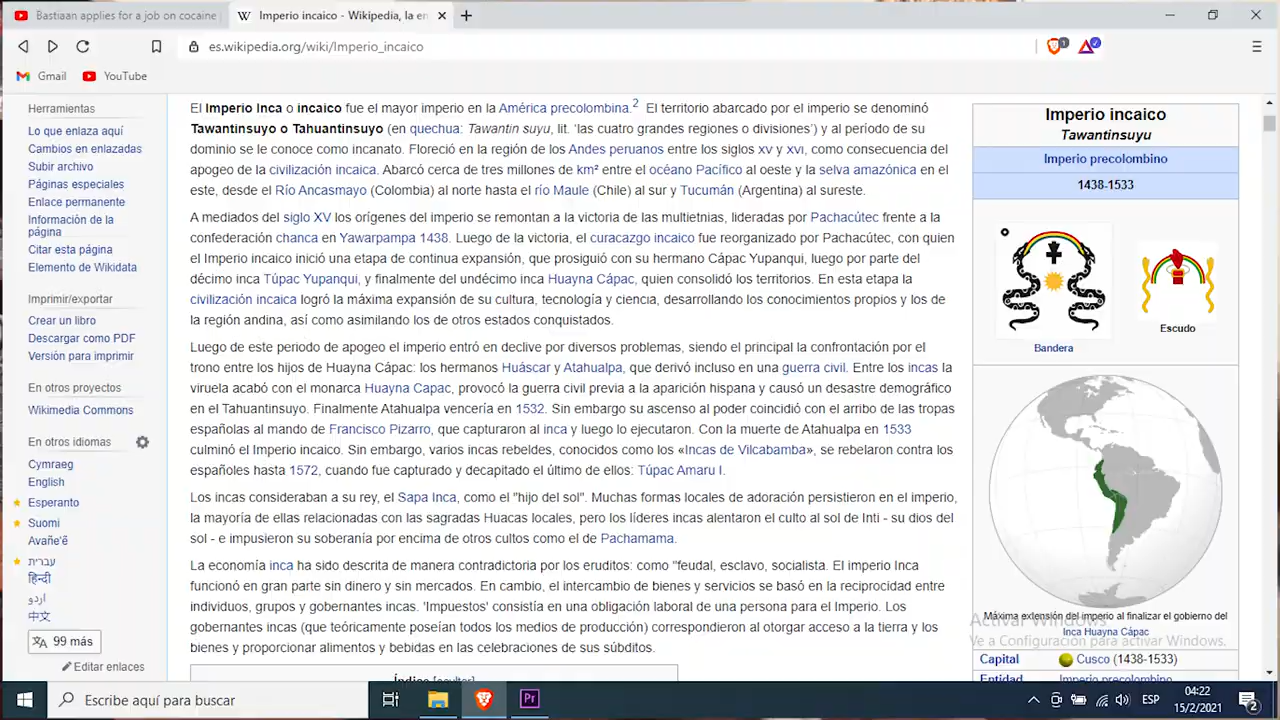 Bastiaan applies for a job on cocaine
Imperio incaico - Wikipedia, la en
es.wikipedia.org/wiki/Imperio_incaico
1
Gmail
YouTube
Herramientas
Lo que enlaza aquí
Cambios en enlazadas
Subir archivo
Páginas especiales
Enlace permanente
Información de la
página
Citar esta página
Elemento de Wikidata
Imprimir/exportar
Crear un libro
Descargar como PDF
Versión para imprimir
En otros proyectos
Wikimedia Commons
En otros idiomas
Cymraeg
English
Esperanto
Suomi
Avañe'ẽ
עברית
हिन्दी
اردو
中文
99 más
Editar enlaces
El Imperio Inca o incaico fue el mayor imperio en la América precolombina.2 El territorio abarcado por el imperio se denominó
Tawantinsuyo o Tahuantinsuyo (en quechua: Tawantin suyu, lit. 'las cuatro grandes regiones o divisiones') y al período de su
dominio se le conoce como incanato. Floreció en la región de los Andes peruanos entre los siglos XV y XVI, como consecuencia del
apogeo de la civilización incaica. Abarcó cerca de tres millones de km² entre el océano Pacífico al oeste y la selva amazónica en el
este, desde el Río Ancasmayo (Colombia) al norte hasta el río Maule (Chile) al sur y Tucumán (Argentina) al sureste.
A mediados del siglo XV los orígenes del imperio se remontan a la victoria de las multietnias, lideradas por Pachacútec frente a la
confederación chanca en Yawarpampa 1438. Luego de la victoria, el curacazgo incaico fue reorganizado por Pachacútec, con quien
el Imperio incaico inició una etapa de continua expansión, que prosiguió con su hermano Cápac Yupanqui, luego por parte del
décimo inca Túpac Yupanqui, y finalmente del undécimo inca Huayna Cápac, quien consolidó los territorios. En esta etapa la
civilización incaica logró la máxima expansión de su cultura, tecnología y ciencia, desarrollando los conocimientos propios y los de
la región andina, así como asimilando los de otros estados conquistados.
Luego de este periodo de apogeo el imperio entró en declive por diversos problemas, siendo el principal la confrontación por el
trono entre los hijos de Huayna Cápac: los hermanos Huáscar y Atahualpa, que derivó incluso en una guerra civil. Entre los incas la
viruela acabó con el monarca Huayna Capac, provocó la guerra civil previa a la aparición hispana y causó un desastre demográfico
en el Tahuantinsuyo. Finalmente Atahualpa vencería en 1532. Sin embargo su ascenso al poder coincidió con el arribo de las tropas
españolas al mando de Francisco Pizarro, que capturaron al inca y luego lo ejecutaron. Con la muerte de Atahualpa en 1533
culminó el Imperio incaico. Sin embargo, varios incas rebeldes, conocidos como los «Incas de Vilcabamba», se rebelaron contra los
españoles hasta 1572, cuando fue capturado y decapitado el último de ellos: Túpac Amaru I.
Los incas consideraban a su rey, el Sapa Inca, como el "hijo del sol". Muchas formas locales de adoración persistieron en el imperio,
la mayoría de ellas relacionadas con las sagradas Huacas locales, pero los líderes incas alentaron el culto al sol de Inti - su dios del
sol - e impusieron su soberanía por encima de otros cultos como el de Pachamama.
La economía inca ha sido descrita de manera contradictoria por los eruditos: como "feudal, esclavo, socialista. El imperio Inca
funcionó en gran parte sin dinero y sin mercados. En cambio, el intercambio de bienes y servicios se basó en la reciprocidad entre
individuos, grupos y gobernantes incas. 'Impuestos' consistía en una obligación laboral de una persona para el Imperio. Los
gobernantes incas (que teóricamente poseían todos los medios de producción) correspondieron al otorgar acceso a la tierra y los
bienes y proporcionar alimentos y bebidas en las celebraciones de sus súbditos.
Índice [ocultar]
Imperio incaico
Tawantinsuyu
Imperio precolombino
1438-1533
Bandera
Escudo
Máxima extensión del imperio al finalizar el gobierno del
Inca Huayna Cápac
Activar Windows
Ve a Configuración para activar Windows.
Capital Cusco (1438-1533)
Entidad Imperio precolombino
Escribe aquí para buscar
Pr
ESP
04:22
15/2/2021
2